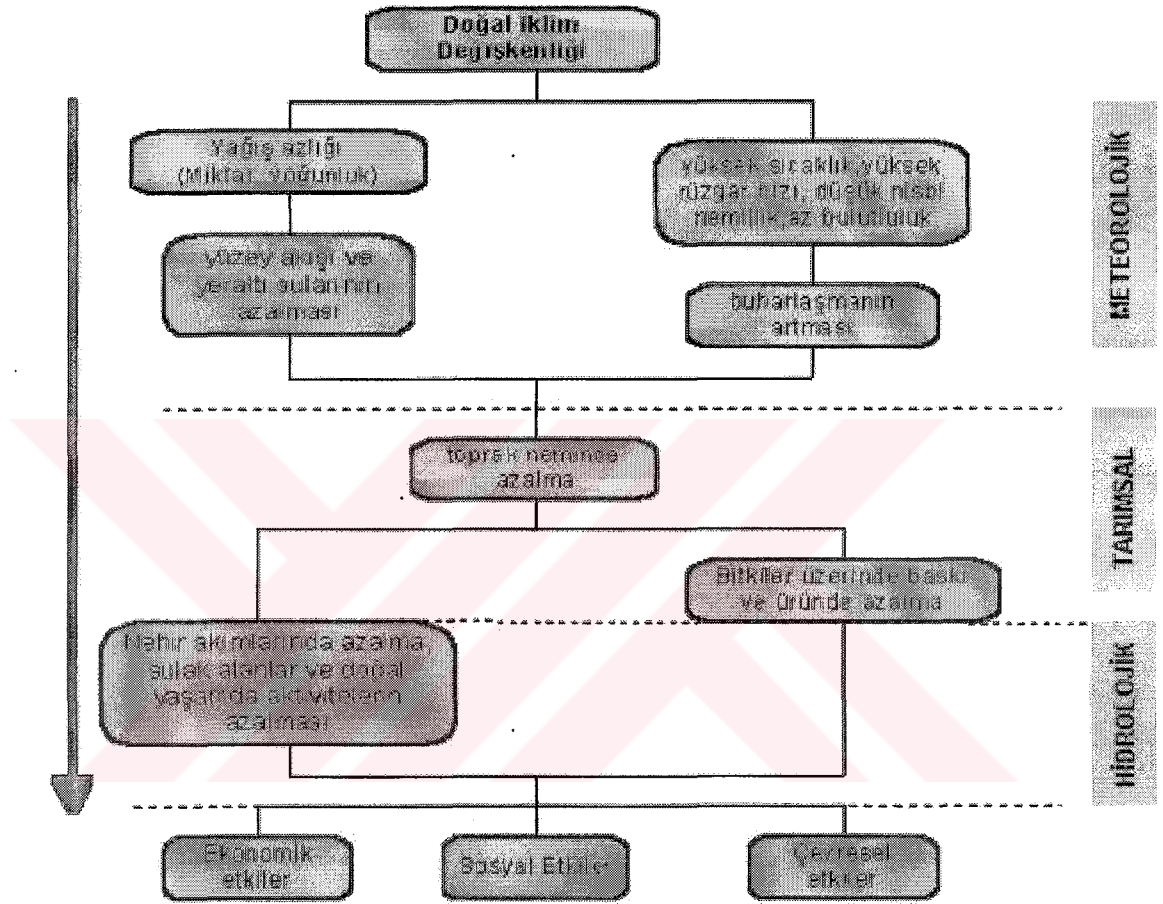 Doğal iklim
Değişkenliği
Yağış azlığı
(Miktar, yoğunluk)
yüksek sıcaklık,yüksek
rüzgar hızı, düşük nisbi
nemlilik,az bulutluluk
yüzey akışı ve
yeraltı sularının
azalması
buharlaşmanın
artması
METEOROLOJİK
toprak neminde
azalma
TARIMSAL
Bitkiler üzerinde baskı
ve üründe azalma
Nehir akımlarında azalma,
sulak alanlar ve doğal
yaşamda aktivitelerin
azalması
HİDROLOJİK
Ekonomik
etkiler
Sosyal Etkiler
Çevresel
etkiler